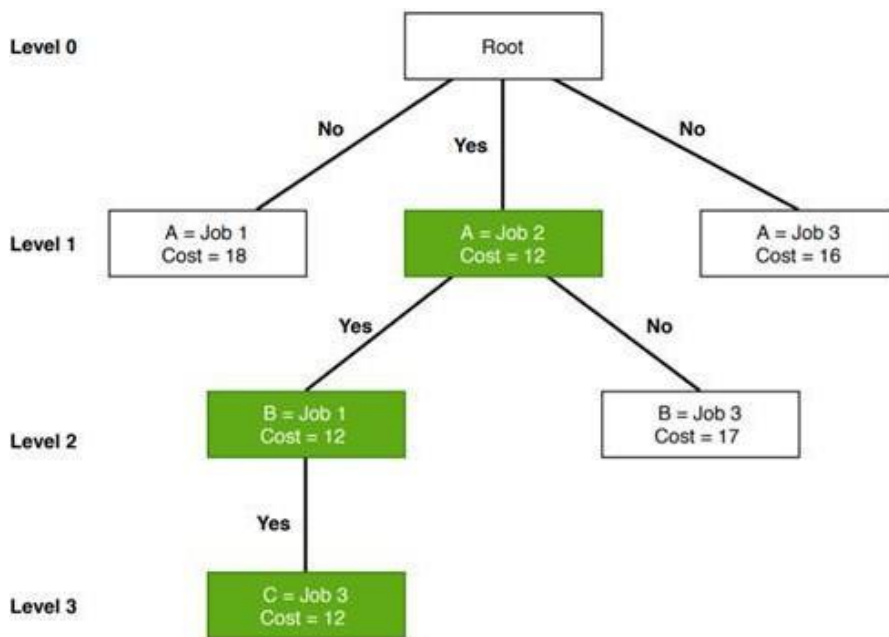 Level 0
Root
No
Yes
No
Level 1
A = Job 1
Cost = 18
A = Job 2
Cost = 12
A = Job 3
Cost = 16
Yes
No
Level 2
B = Job 1
Cost = 12
B = Job 3
Cost = 17
Yes
Level 3
C = Job 3
Cost = 12